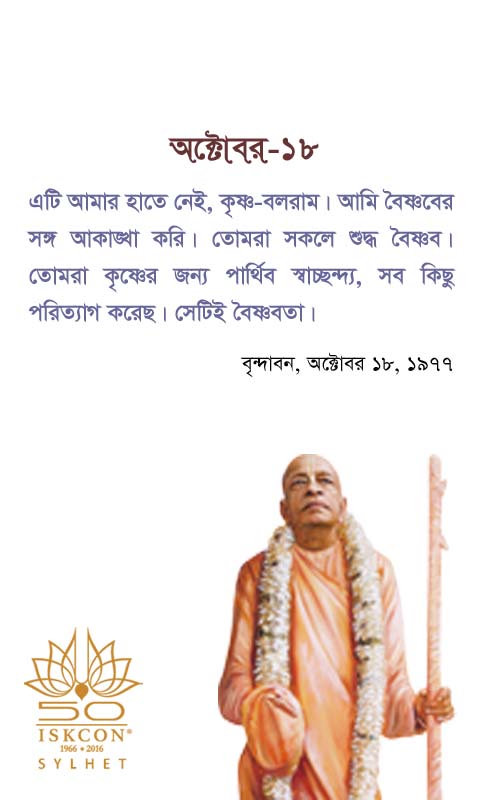 অক্টোবর-১৮
এটি আমার হাতে নেই, কৃষ্ণ-বলরাম। আমি বৈষ্ণবের
সঙ্গ আকাঙ্খা করি। তোমরা সকলে শুদ্ধ বৈষ্ণব।
তোমরা কৃষ্ণের জন্য পার্থিব স্বাচ্ছন্দ্য, সব কিছু
পরিত্যাগ করেছ। সেটিই বৈষ্ণবতা।
বৃন্দাবন, অক্টোবর ১৮, ১৯৭৭
50
ISKCON®
1966 • 2016
SYLHET